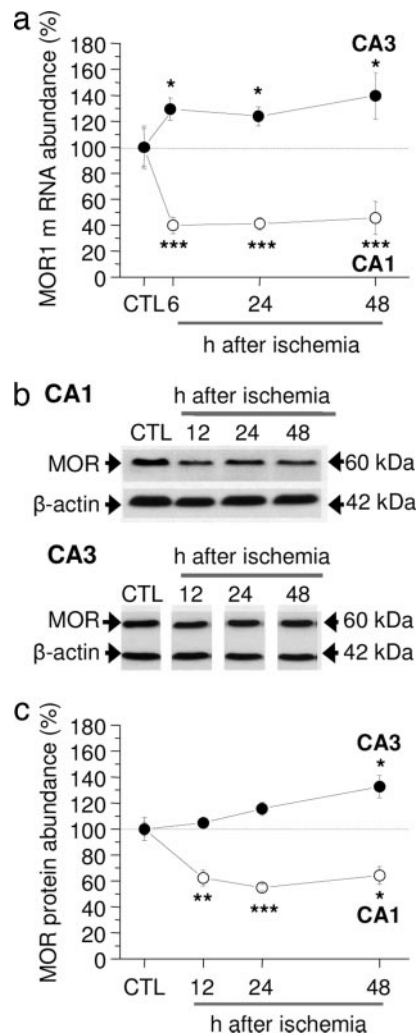 a
MOR1 m RNA abundance (%)
180
160
140
120
100
80
60
40
20
0
CA3
*
*
*
***
***
***
CA1
CTL 6 24 48
h after ischemia
b CA1
h after ischemia
CTL 12 24 48
MOR 60 kDa
β-actin 42 kDa
CA3
h after ischemia
CTL 12 24 48
MOR 60 kDa
β-actin 42 kDa
c
MOR protein abundance (%)
180
160
140
120
100
80
60
40
20
0
CA3
*
**
***
*
CA1
CTL 12 24 48
h after ischemia